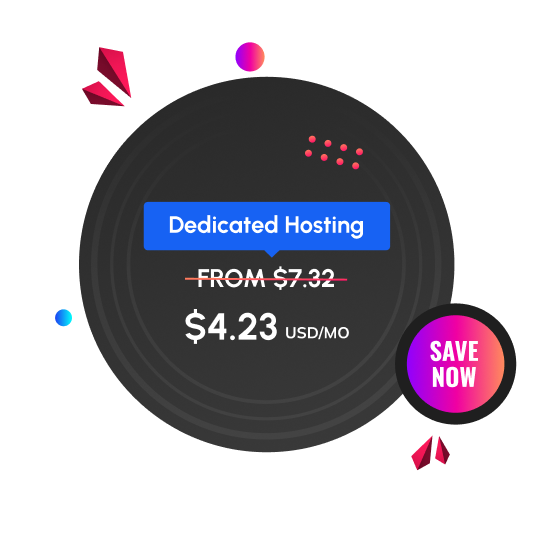 Dedicated Hosting
FROM $7.32
$4.23 USD/MO
SAVE
NOW